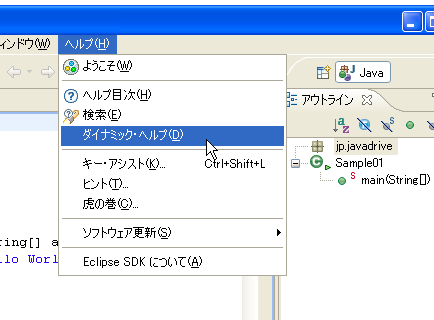 ィンドウ(W) ヘルプ(H)
ようこそ(W)
ヘルプ目次(H)
検索(E)
ダイナミック・ヘルプ(D)
キー・アシスト(K)... Ctrl+Shift+L
ヒント(T)...
虎の巻(C)...
ソフトウェア更新(S)
Eclipse SDK について(A)
Java
アウトライン
az
jp.javadrive
Sample01
S main(String[])
ring[] a
llo Worl